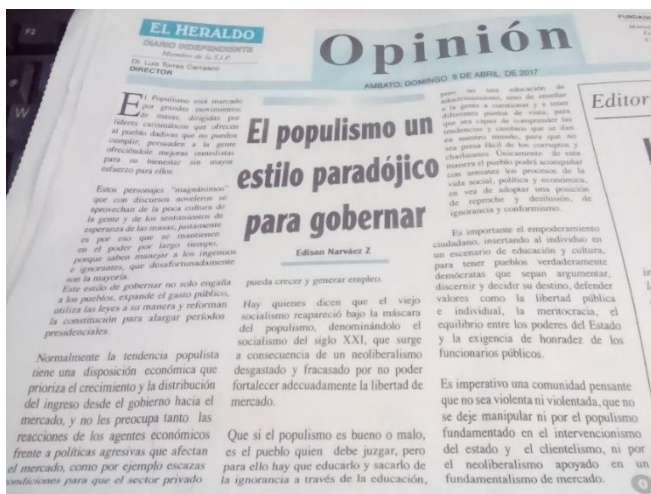 F2
W
EL HERALDO
DIARIO INDEPENDIENTE
Miembro de la S.I.P.
Dr. Luis Torres Carrasco
DIRECTOR
Opinión
AMBATO, DOMINGO 9 DE ABRIL DE 2017
FUNDADO
Editor
El populismo un
estilo paradójico
para gobernar
Edison Narváez Z
El Populismo está marcado
por grandes movimientos
de masas, dirigidas por
líderes carismáticos que ofrecen
al pueblo dádivas que no pueden
cumplir; persuaden a la gente
ofreciéndole mejoras inmediatas
para su bienestar sin mayor
esfuerzo para ellos.
Estos personajes "magnánimos"
que con discursos noveleros se
aprovechan de la poca cultura de
la gente y de los sentimientos de
esperanza de las masas; justamente
es por eso que se mantienen
en el poder por largo tiempo,
porque saben manejar a los ingenuos
e ignorantes, que desafortunadamente
son la mayoría.
Este estilo de gobernar no solo engaña
a los pueblos, expande el gasto público,
utiliza las leyes a su manera y reforman
la constitución para alargar períodos
presidenciales.
Normalmente la tendencia populista
tiene una disposición económica que
prioriza el crecimiento y la distribución
del ingreso desde el gobierno hacia el
mercado, y no les preocupa tanto las
reacciones de los agentes económicos
frente a políticas agresivas que afectan
el mercado, como por ejemplo escazas
condiciones para que el sector privado
pueda crecer y generar empleo.
Hay quienes dicen que el viejo
socialismo reapareció bajo la máscara
del populismo, denominándolo el
socialismo del siglo XXI, que surge
a consecuencia de un neoliberalismo
desgastado y fracasado por no poder
fortalecer adecuadamente la libertad de
mercado.
Que si el populismo es bueno o malo,
es el pueblo quien debe juzgar, pero
para ello hay que educarlo y sacarlo de
la ignorancia a través de la educación,
pero no una educación de
adoctrinamiento, sino de enseñar
a la gente a cuestionar y a tener
diferentes puntos de vista, para
que sea capaz de comprender las
tendencias y cambios que se dan
en nuestro mundo, para que no
sea presa fácil de los corruptos y
charlatanes. Únicamente de esta
manera el pueblo podrá acompañar
con sensatez los procesos de la
vida social, política y económica,
en vez de adoptar una posición
de reproche y desilusión, de
ignorancia y conformismo.
Es importante el empoderamiento
ciudadano, insertando al individuo en
un escenario de educación y cultura,
para tener pueblos verdaderamente
demócratas que sepan argumentar,
discernir y decidir su destino, defender
valores como la libertad pública
e individual, la meritocracia, el
equilibrio entre los poderes del Estado
y la exigencia de honradez de los
funcionarios públicos.
Es imperativo una comunidad pensante
que no sea violenta ni violentada, que no
se deje manipular ni por el populismo
fundamentado en el intervencionismo
del estado y el clientelismo, ni por
el neoliberalismo apoyado en un
fundamentalismo de mercado.